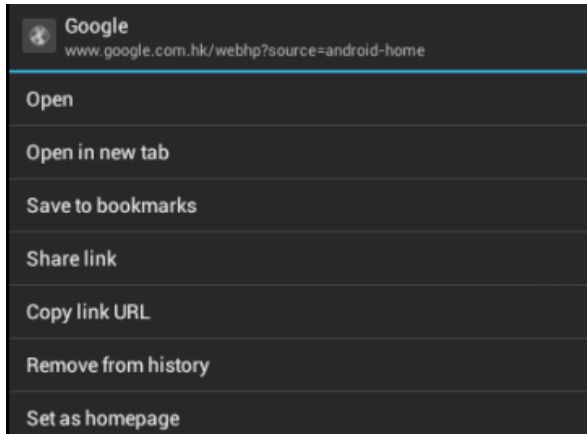 Google
www.google.com.hk/webhp?source=android-home
Open
Open in new tab
Save to bookmarks
Share link
Copy link URL
Remove from history
Set as homepage